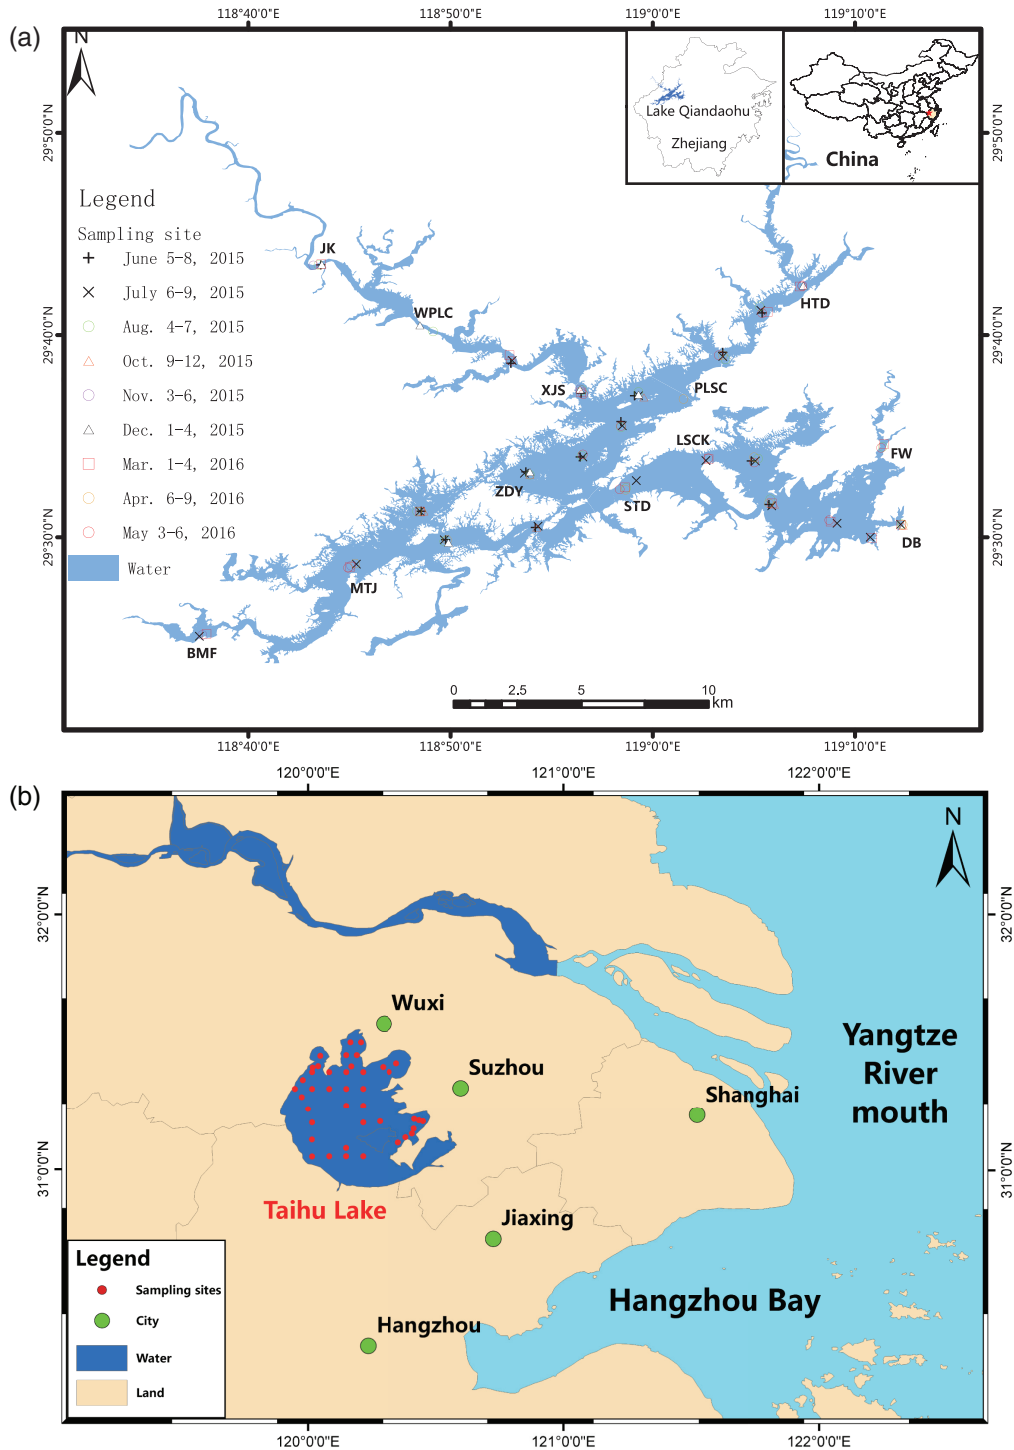 (a)
118°40'0"E
118°50'0"E
119°0'0"E
119°10'0"E
N
29°50'0"N
29°50'0"N
Lake Qiandaohu
Zhejiang
China
Legend
Sampling site
June 5-8, 2015
July 6-9, 2015
Aug. 4-7, 2015
Oct. 9-12, 2015
Nov. 3-6, 2015
Dec. 1-4, 2015
Mar. 1-4, 2016
Apr. 6-9, 2016
May 3-6, 2016
Water
JK
WPLC
HTD
29°40'0"N
29°40'0"N
XJS
PLSC
LSCK
FW
ZDY
STD
DB
29°30'0"N
29°30'0"N
MTJ
BMF
0
2.5
5
10
km
118°40'0"E
118°50'0"E
119°0'0"E
119°10'0"E
(b)
120°0'0"E
121°0'0"E
122°0'0"E
N
32°0'0"N
32°0'0"N
Wuxi
Suzhou
Shanghai
Yangtze
River
mouth
31°0'0"N
31°0'0"N
Taihu Lake
Jiaxing
Hangzhou Bay
Hangzhou
Legend
Sampling sites
City
Water
Land
120°0'0"E
121°0'0"E
122°0'0"E